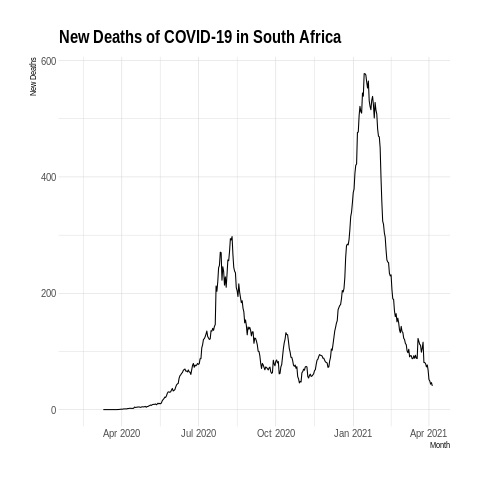 New Deaths of COVID-19 in South Africa
New Deaths
600
400
200
0
Apr 2020 Jul 2020 Oct 2020 Jan 2021 Apr 2021
Month